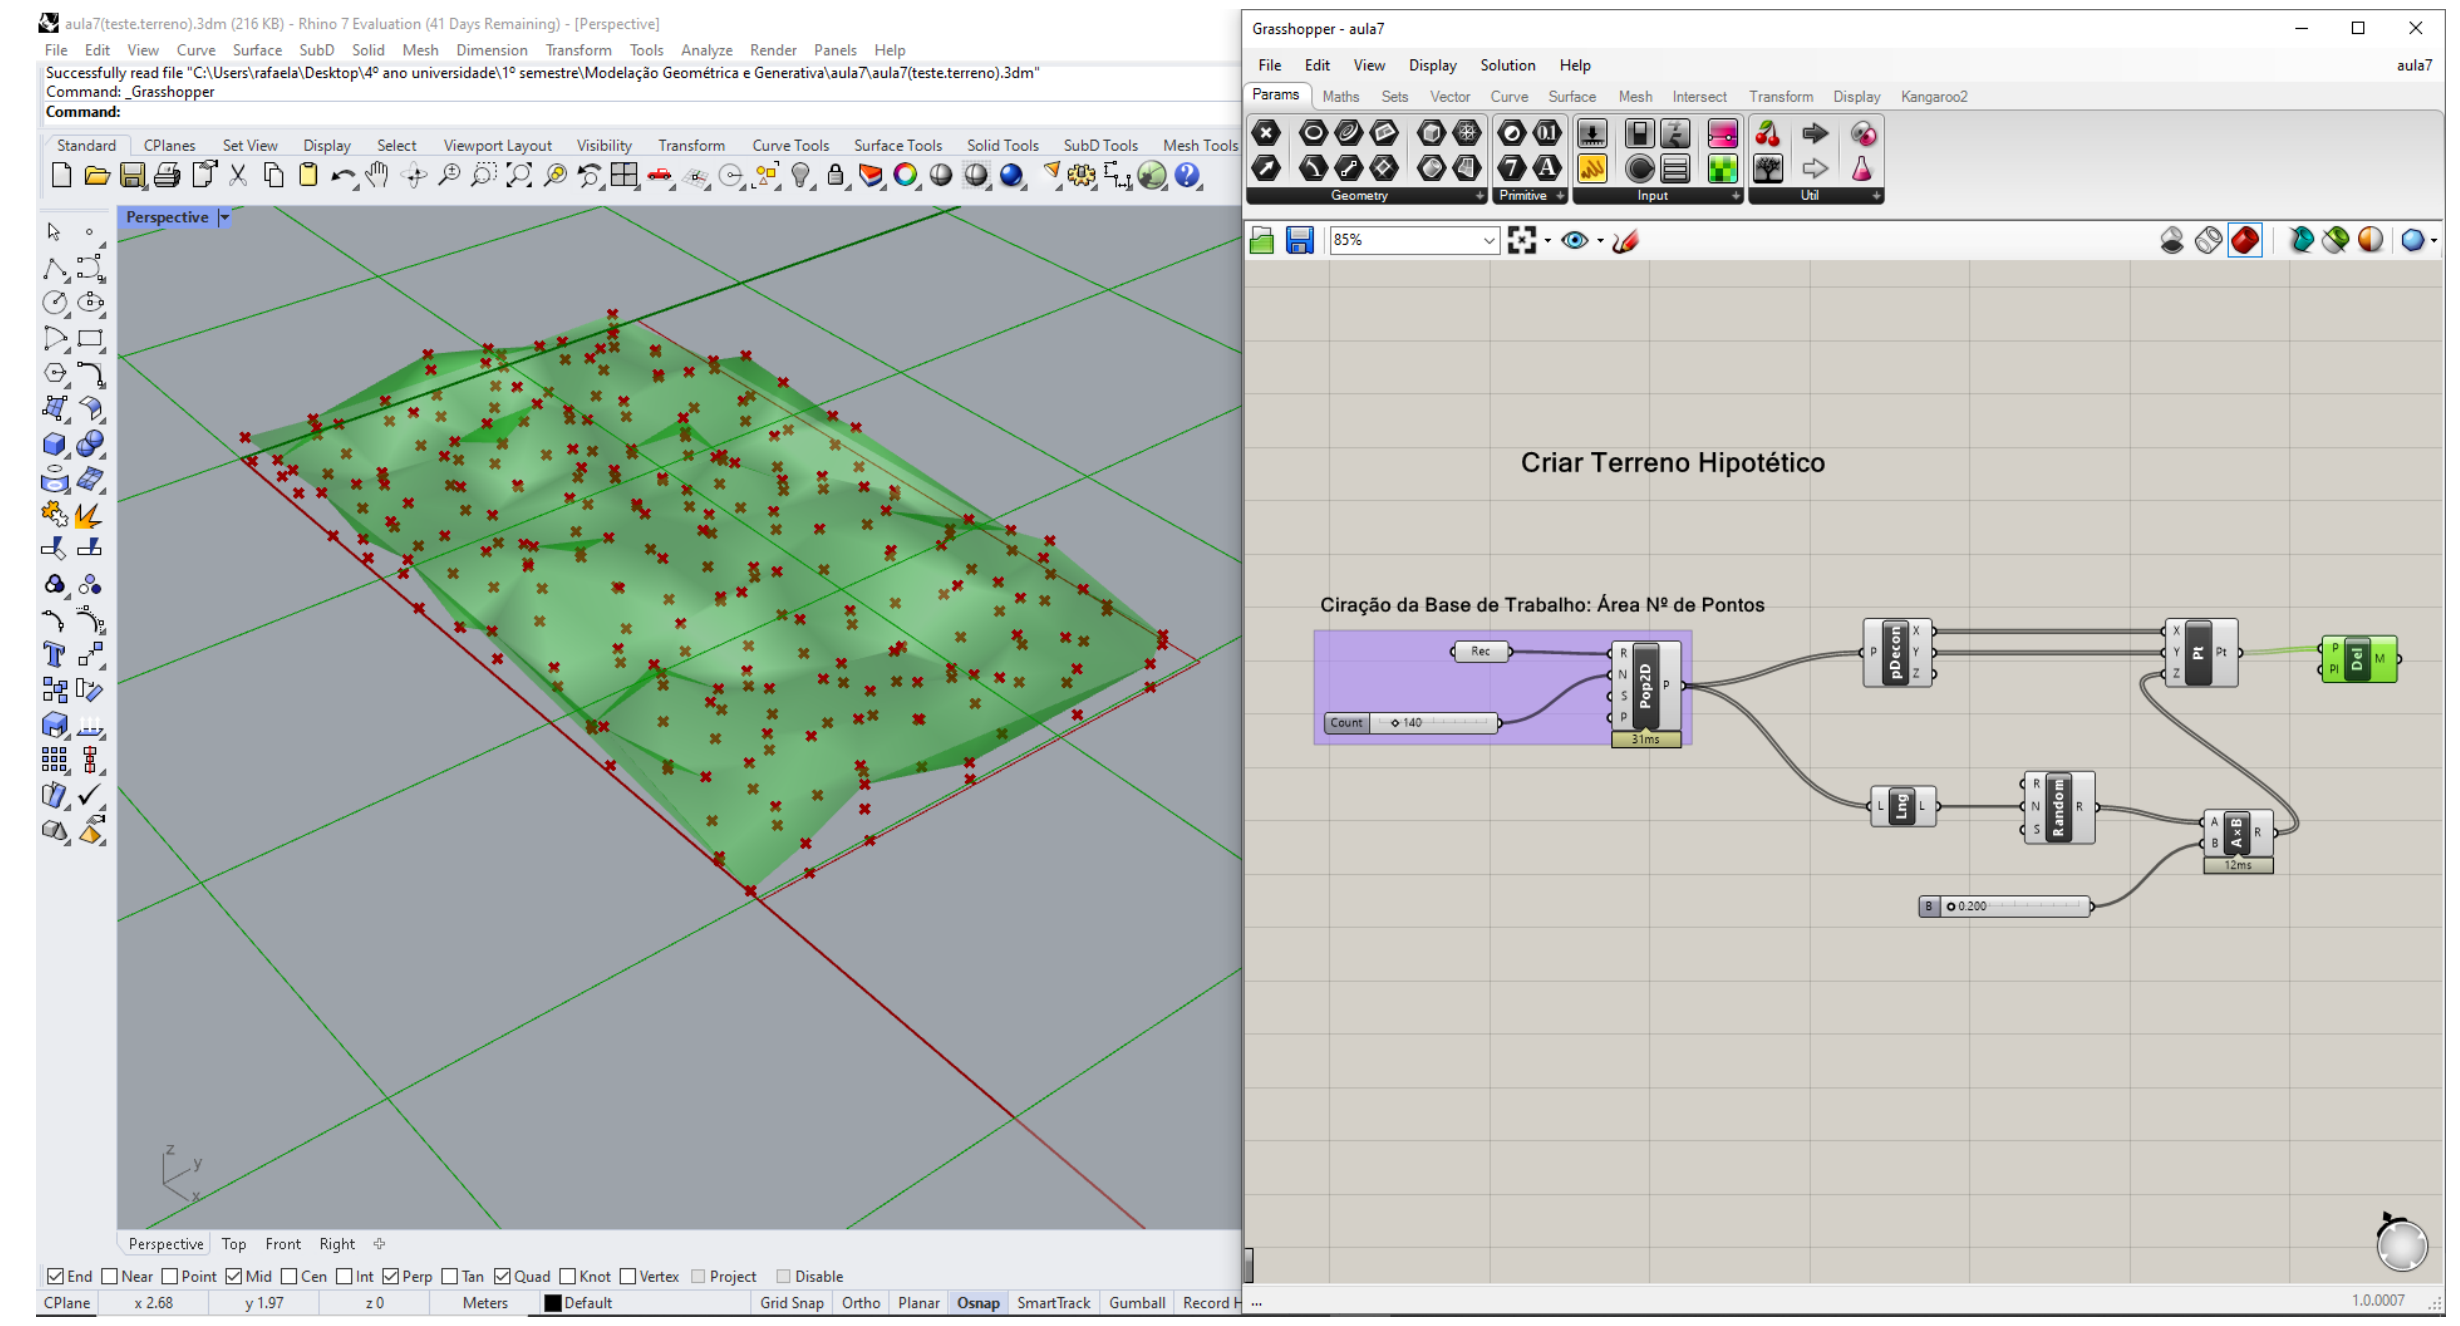 aula7(teste.terreno).3dm (216 KB) - Rhino 7 Evaluation (41 Days Remaining) - [Perspective]
File Edit View Curve Surface SubD Solid Mesh Dimension Transform Tools Analyze Render Panels Help
Successfully read file "C:\Users\rafaela\Desktop\4º ano universidade\1º semestre\Modelação Geométrica e Generativa\aula7\aula7(teste.terreno).3dm"
Command: _Grasshopper
Command:
Standard CPlanes Set View Display Select Viewport Layout Visibility Transform Curve Tools Surface Tools Solid Tools SubD Tools Mesh Tools
Perspective
z
y
x
Perspective Top Front Right
End Near Point Mid Cen Int Perp Tan Quad Knot Vertex Project Disable
CPlane x 2.68 y 1.97 z 0 Meters Default Grid Snap Ortho Planar Osnap SmartTrack Gumball Record H
Grasshopper - aula7
File Edit View Display Solution Help aula7
Params Maths Sets Vector Curve Surface Mesh Intersect Transform Display Kangaroo2
Geometry Primitive Input Util
85%
Criar Terreno Hipotético
Ciração da Base de Trabalho: Área Nº de Pontos
Rec
Count 140
R N S P Pop2D P
31ms
P pDecon X Y Z
X Y Z Pt Pt
P Pl Del M
L Lng L
R N S Random R
A B A×B R
12ms
B 0.200
... 1.0.0007